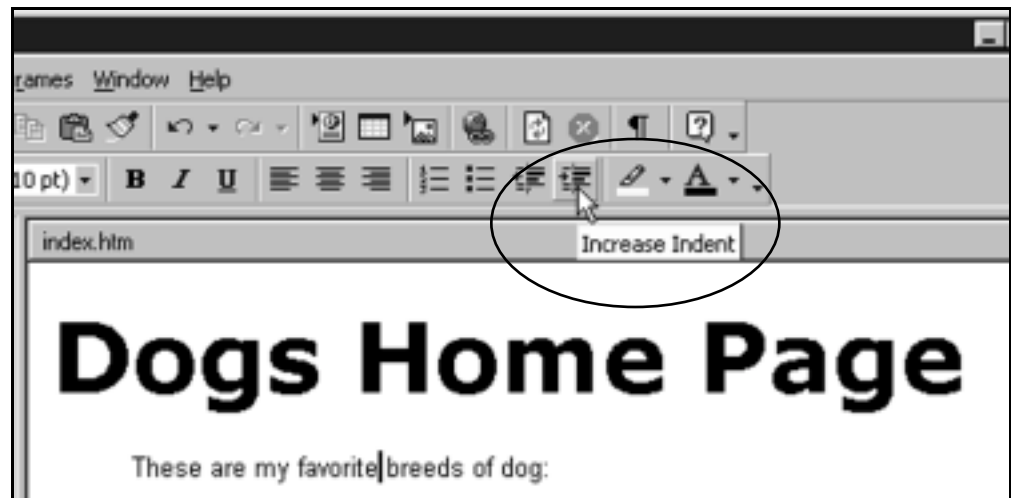 rames Window Help
10 pt) B I U A
index.htm
Increase Indent
Dogs Home Page
These are my favorite breeds of dog: